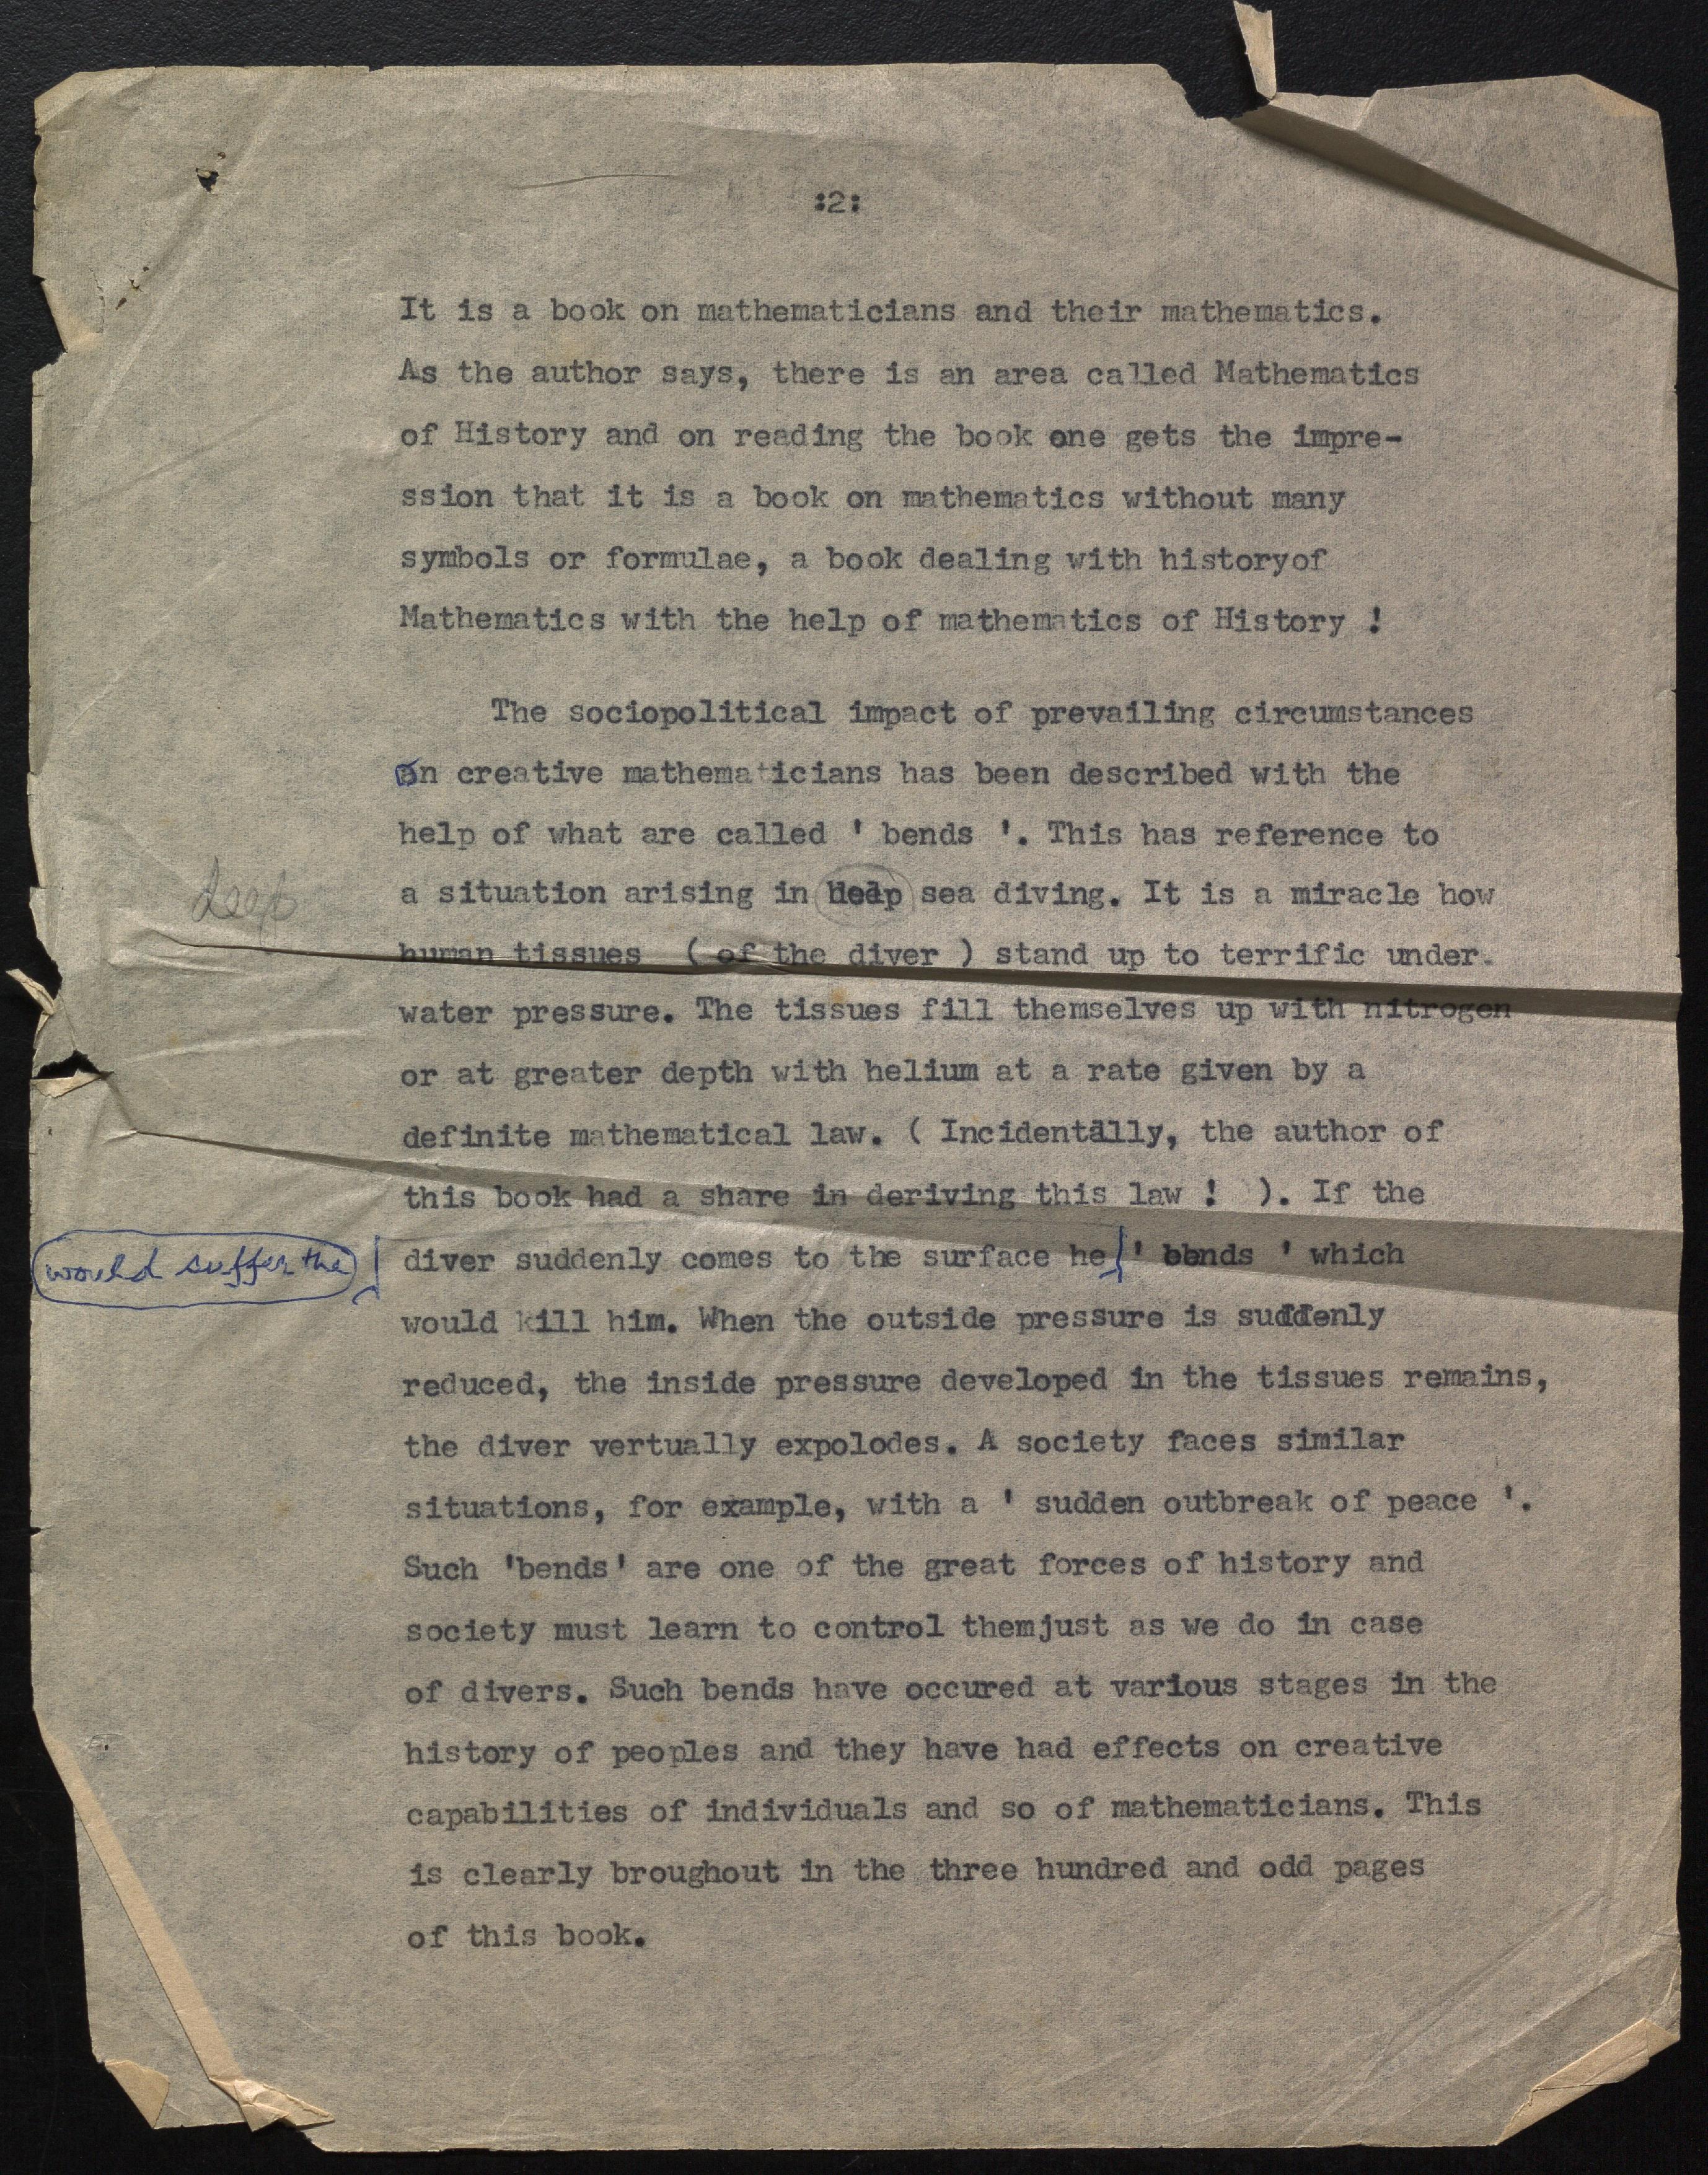 :2:
It is a book on mathematicians and their mathematics.
As the author says, there is an area called Mathematics
of History and on reading the book one gets the impre-
ssion that it is a book on mathematics without many
symbols or formulae, a book dealing with historyof
Mathematics with the help of mathematics of History !
The sociopolitical impact of prevailing circumstances
on creative mathematicians has been described with the
help of what are called ' bends '. This has reference to
deep
a situation arising in deep sea diving. It is a miracle how
human tissues ( of the diver ) stand up to terrific under-
water pressure. The tissues fill themselves up with nitrogen
or at greater depth with helium at a rate given by a
definite mathematical law. ( Incidentally, the author of
this book had a share in deriving this law ! ). If the
would suffer the
diver suddenly comes to the surface he ' bends ' which
would kill him. When the outside pressure is suddenly
reduced, the inside pressure developed in the tissues remains,
the diver vertually expolodes. A society faces similar
situations, for example, with a ' sudden outbreak of peace '.
Such 'bends' are one of the great forces of history and
society must learn to control themjust as we do in case
of divers. Such bends have occured at various stages in the
history of peoples and they have had effects on creative
capabilities of individuals and so of mathematicians. This
is clearly broughout in the three hundred and odd pages
of this book.